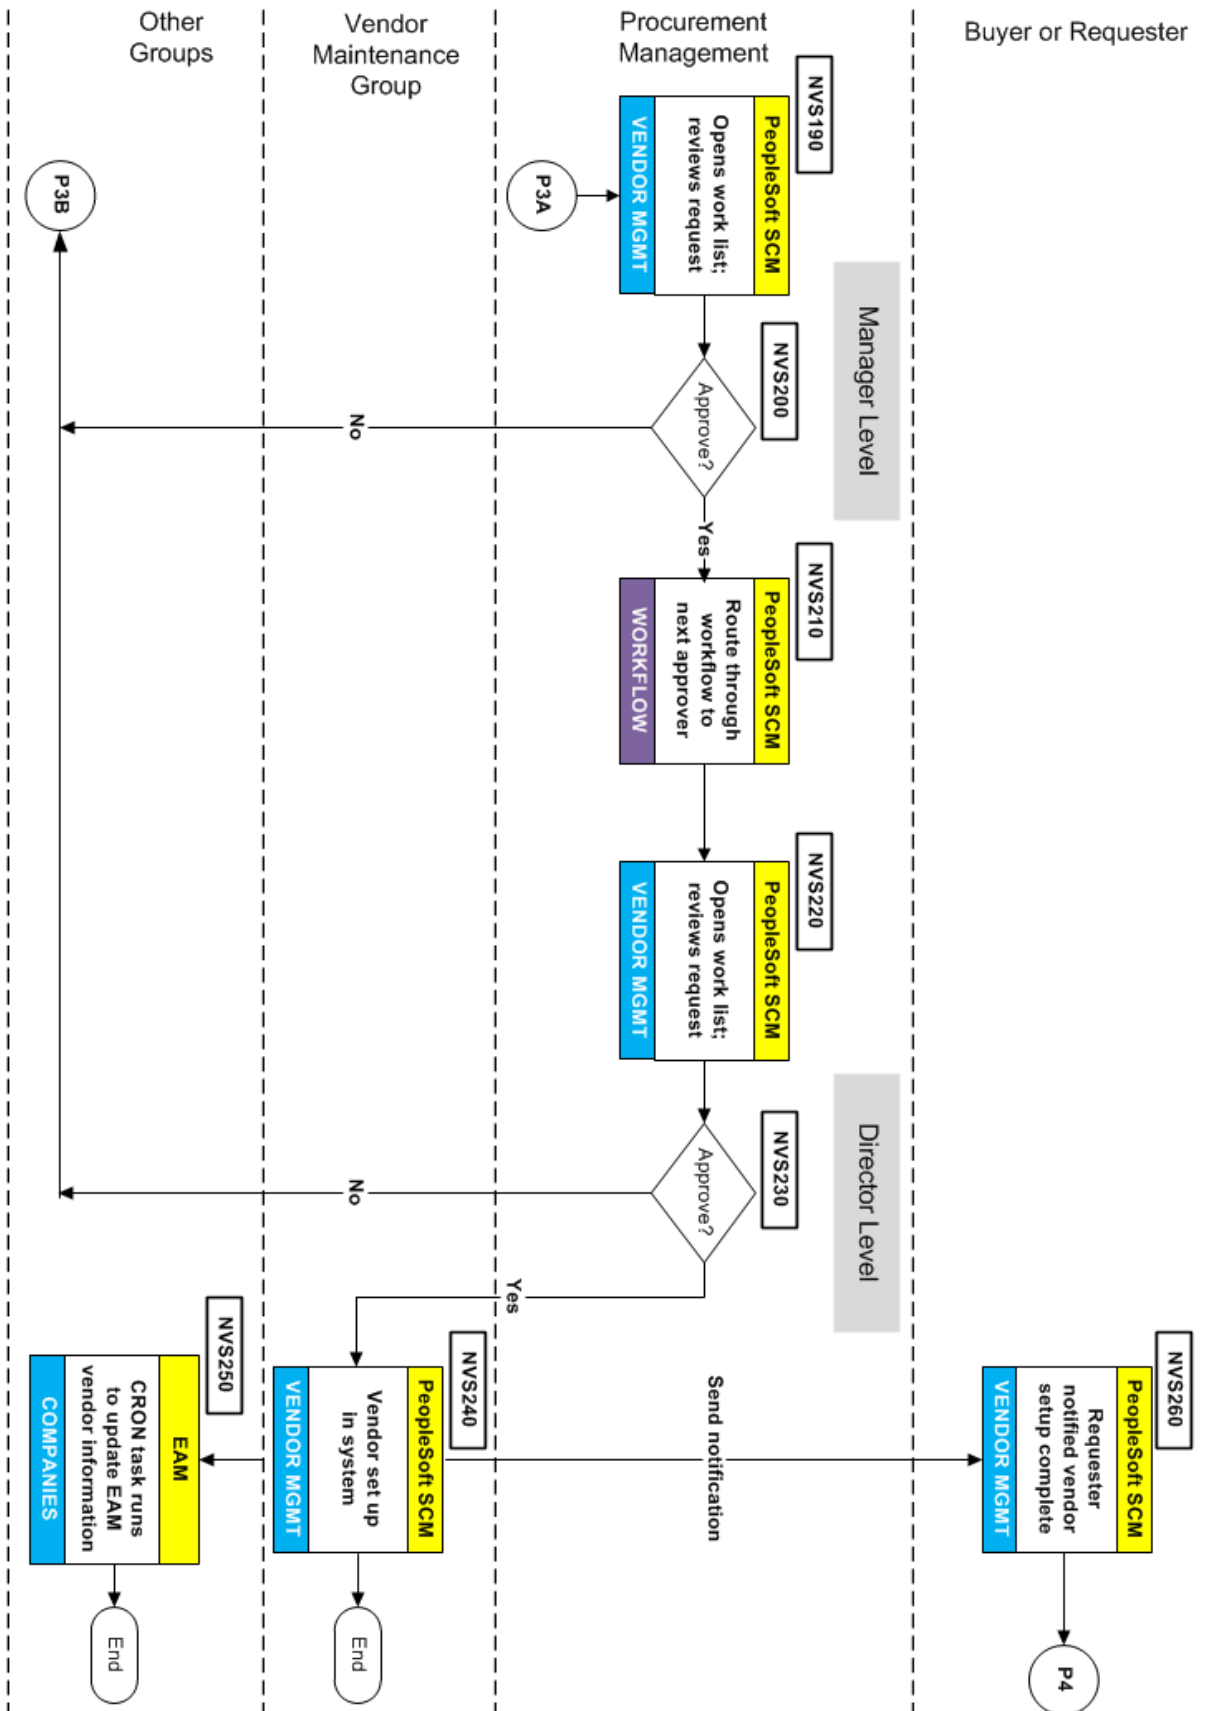 Other
Groups
Vendor
Maintenance
Group
Procurement
Management
Buyer or Requester
NVS190
PeopleSoft SCM
Opens work list;
reviews request
VENDOR MGMT
P3A
P3B
Manager Level
NVS200
Approve?
No
Yes
NVS210
PeopleSoft SCM
Route through
workflow to
next approver
WORKFLOW
NVS220
PeopleSoft SCM
Opens work list;
reviews request
VENDOR MGMT
Director Level
NVS230
Approve?
No
Yes
NVS240
PeopleSoft SCM
Vendor set up
in system
VENDOR MGMT
End
NVS250
EAM
CRON task runs
to update EAM
vendor information
COMPANIES
End
Send notification
NVS260
PeopleSoft SCM
Requester
notified vendor
setup complete
VENDOR MGMT
P4